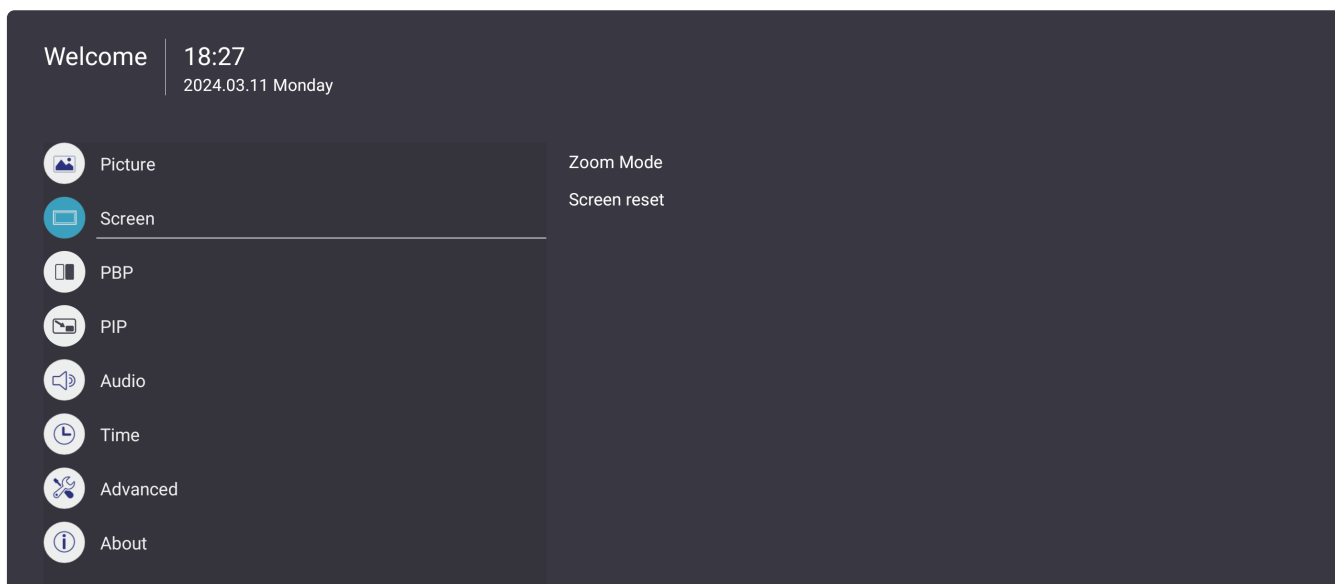 Welcome
18:27
2024.03.11 Monday
Picture
Screen
PBP
PIP
Audio
Time
Advanced
About
Zoom Mode
Screen reset